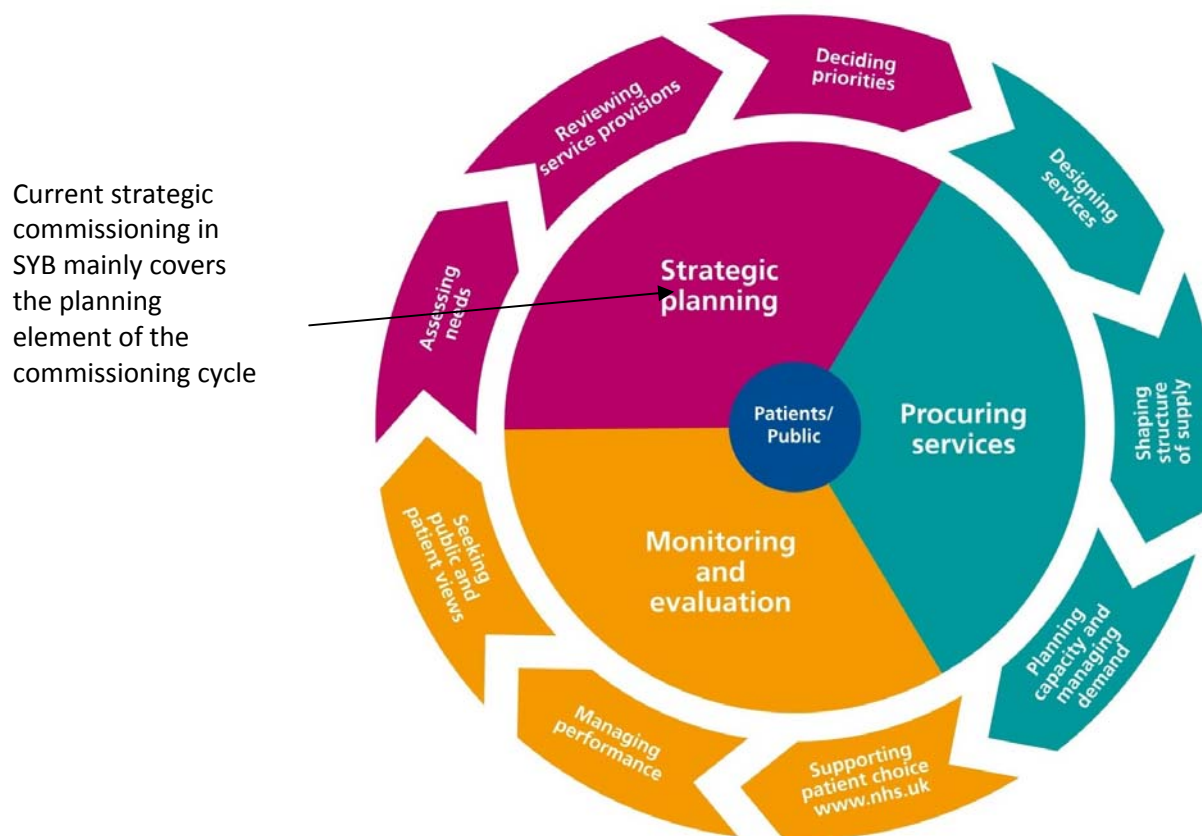 Current strategic
commissioning in
SYB mainly covers
the planning
element of the
commissioning cycle
Deciding
priorities
Designing
services
Shaping
structure
of supply
Planning
capacity and
managing
demand
Supporting
patient choice
www.nhs.uk
Managing
performance
Seeking
public and
patient views
Assessing
needs
Reviewing
service provisions
Strategic
planning
Procuring
services
Monitoring
and
evaluation
Patients/
Public